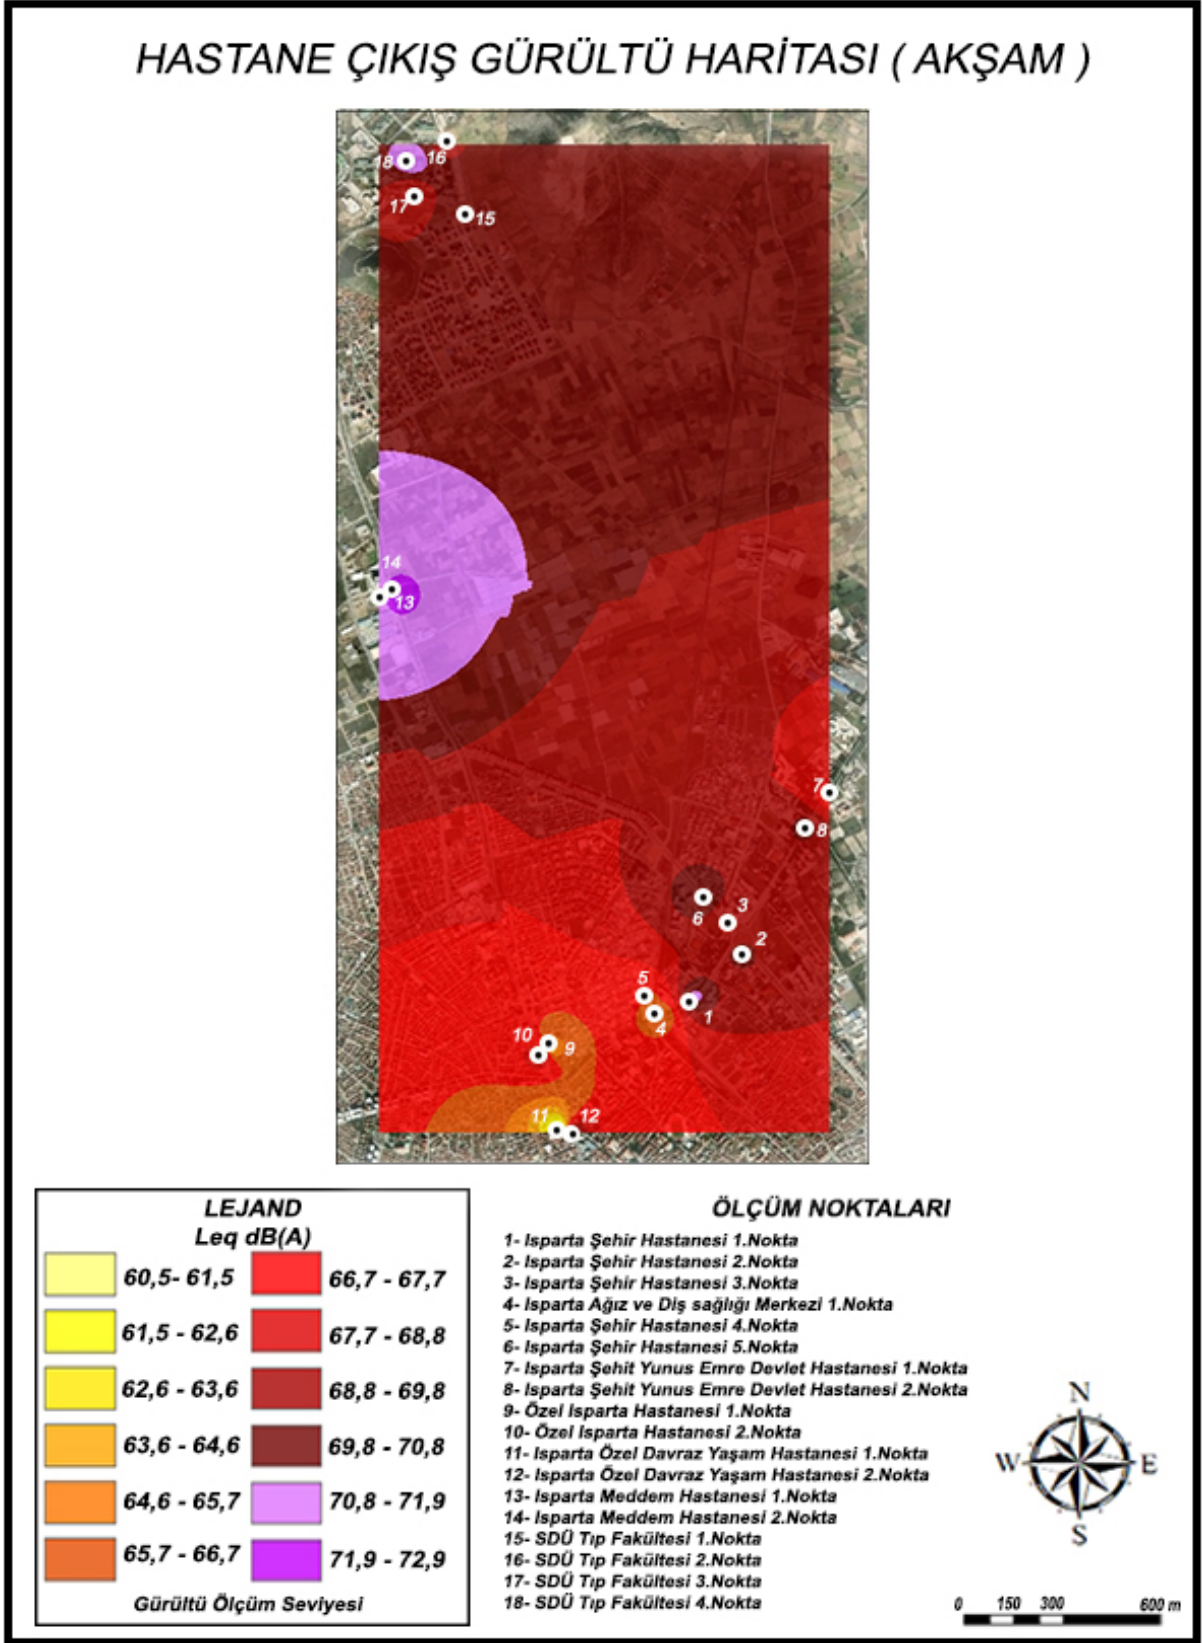 HASTANE ÇIKIŞ GÜRÜLTÜ HARİTASI ( AKŞAM )
18
16
17
15
14
13
7
8
6
3
2
5
4
1
10
9
11
12
LEJAND
Leq dB(A)
60,5- 61,5
66,7 - 67,7
61,5 - 62,6
67,7 - 68,8
62,6 - 63,6
68,8 - 69,8
63,6 - 64,6
69,8 - 70,8
64,6 - 65,7
70,8 - 71,9
65,7 - 66,7
71,9 - 72,9
Gürültü Ölçüm Seviyesi
ÖLÇÜM NOKTALARI
1- Isparta Şehir Hastanesi 1.Nokta
2- Isparta Şehir Hastanesi 2.Nokta
3- Isparta Şehir Hastanesi 3.Nokta
4- Isparta Ağız ve Diş sağlığı Merkezi 1.Nokta
5- Isparta Şehir Hastanesi 4.Nokta
6- Isparta Şehir Hastanesi 5.Nokta
7- Isparta Şehit Yunus Emre Devlet Hastanesi 1.Nokta
8- Isparta Şehit Yunus Emre Devlet Hastanesi 2.Nokta
9- Özel Isparta Hastanesi 1.Nokta
10- Özel Isparta Hastanesi 2.Nokta
11- Isparta Özel Davraz Yaşam Hastanesi 1.Nokta
12- Isparta Özel Davraz Yaşam Hastanesi 2.Nokta
13- Isparta Meddem Hastanesi 1.Nokta
14- Isparta Meddem Hastanesi 2.Nokta
15- SDÜ Tıp Fakültesi 1.Nokta
16- SDÜ Tıp Fakültesi 2.Nokta
17- SDÜ Tıp Fakültesi 3.Nokta
18- SDÜ Tıp Fakültesi 4.Nokta
N
W E
S
0 150 300 600 m